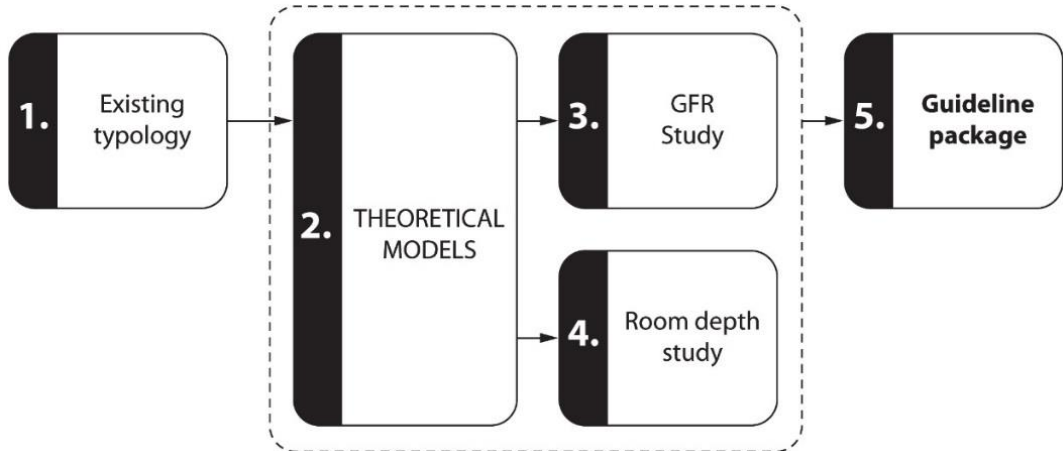 1.
Existing
typology
2.
THEORETICAL
MODELS
3.
GFR
Study
4.
Room depth
study
5.
Guideline
package